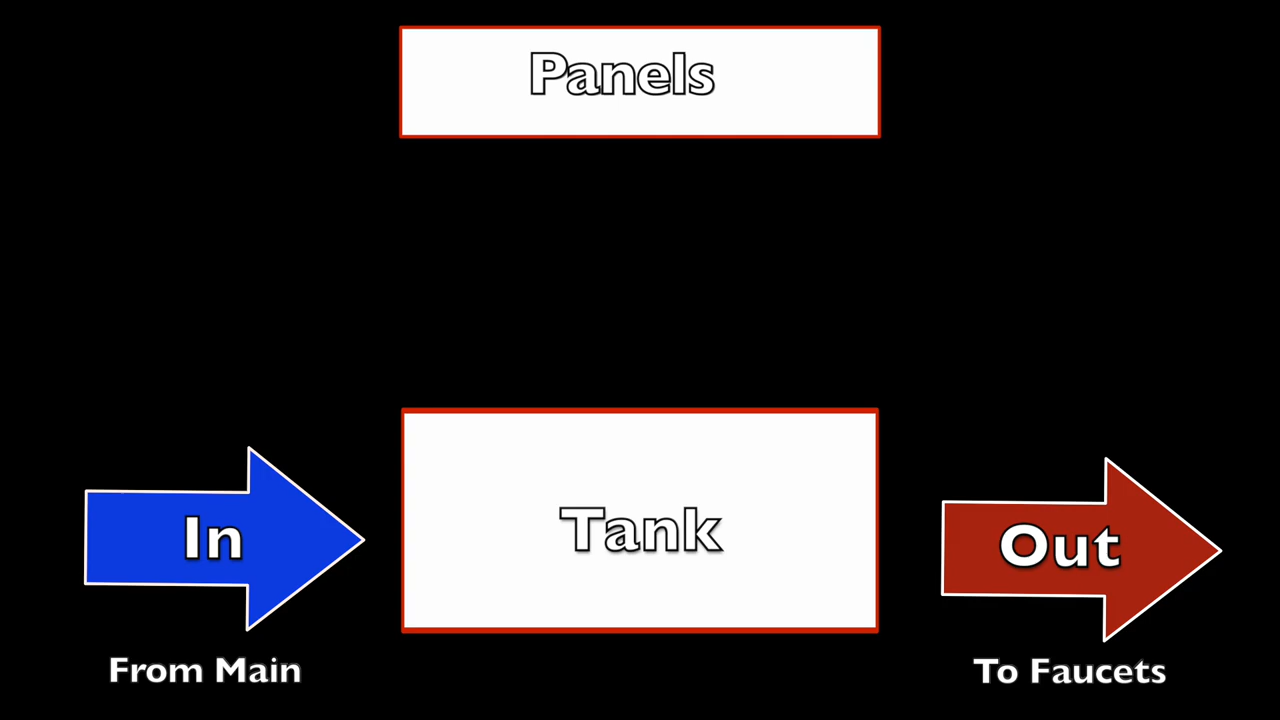 Panels
Tank
In
Out
From Main
To Faucets